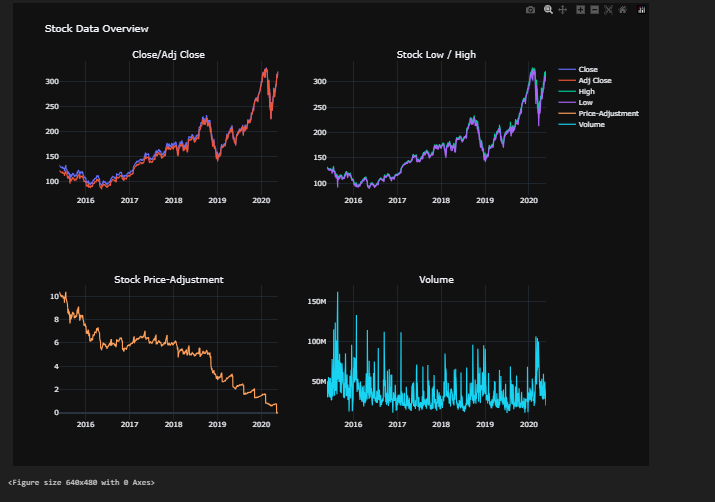 Stock Data Overview
Close/Adj Close
Stock Low / High
300
250
200
150
100
2016 2017 2018 2019 2020
300
250
200
150
100
2016 2017 2018 2019 2020
Close
Adj Close
High
Low
Price-Adjustment
Volume
Stock Price-Adjustment
Volume
10
8
6
4
2
0
2016 2017 2018 2019 2020
150M
100M
50M
2016 2017 2018 2019 2020
<Figure size 640x480 with 0 Axes>